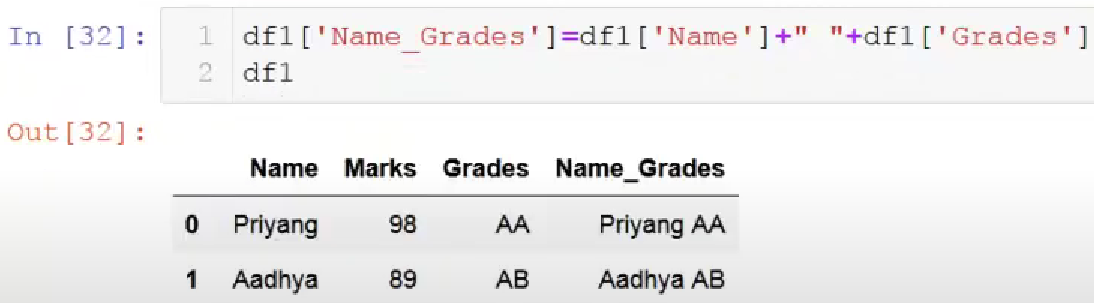 In [32]: 1 df1['Name_Grades']=df1['Name']+" "+df1['Grades']
2 df1
Out[32]:
Name Marks Grades Name_Grades
0 Priyang 98 AA Priyang AA
1 Aadhya 89 AB Aadhya AB